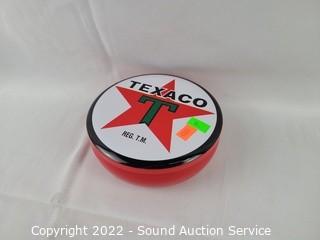 TEXACO
T
REG. T.M.
Copyright 2022 - Sound Auction Service